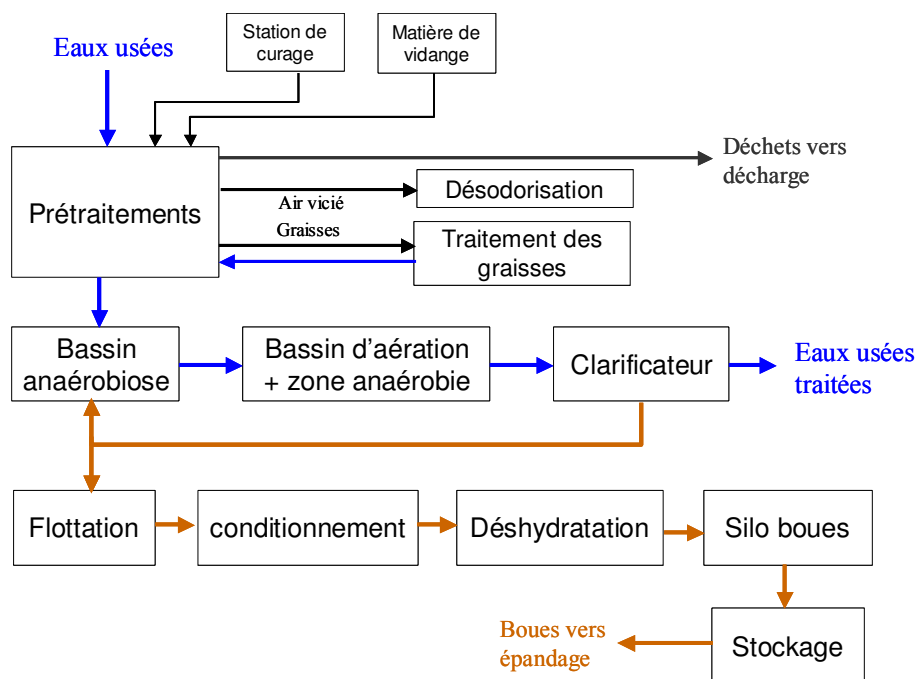 Eaux usées
Station de
curage
Matière de
vidange
Prétraitements
Déchets vers
décharge
Désodorisation
Air vicié
Graisses
Traitement des
graisses
Bassin
anaérobiose
Bassin d'aération
+ zone anaérobie
Clarificateur
Eaux usées
traitées
Flottation
conditionnement
Déshydratation
Silo boues
Boues vers
épandage
Stockage